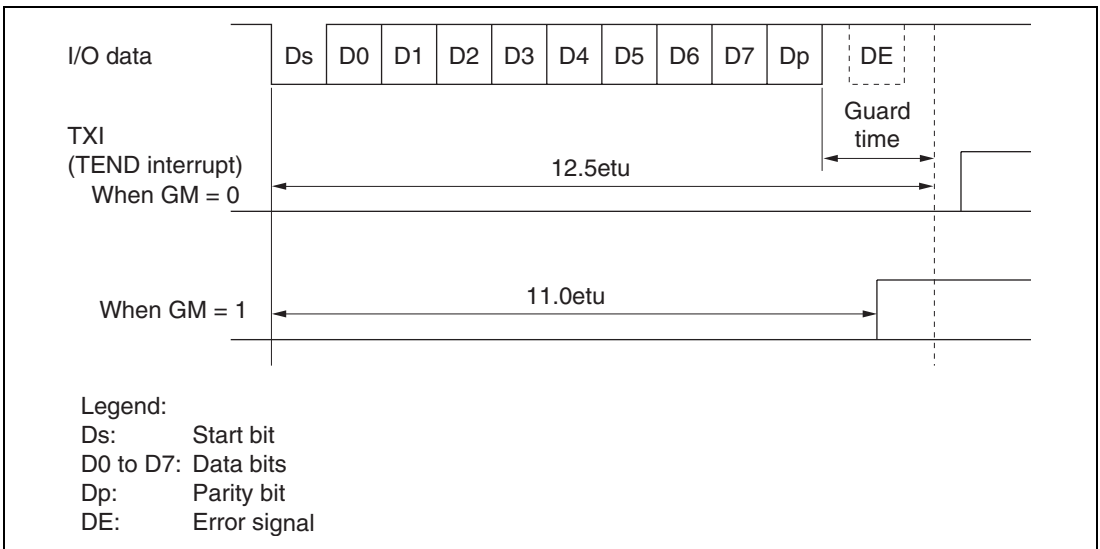 I/O data
Ds D0 D1 D2 D3 D4 D5 D6 D7 Dp DE
Guard
time
TXI
(TEND interrupt)
When GM = 0
12.5etu
When GM = 1
11.0etu
Legend:
Ds: Start bit
D0 to D7: Data bits
Dp: Parity bit
DE: Error signal